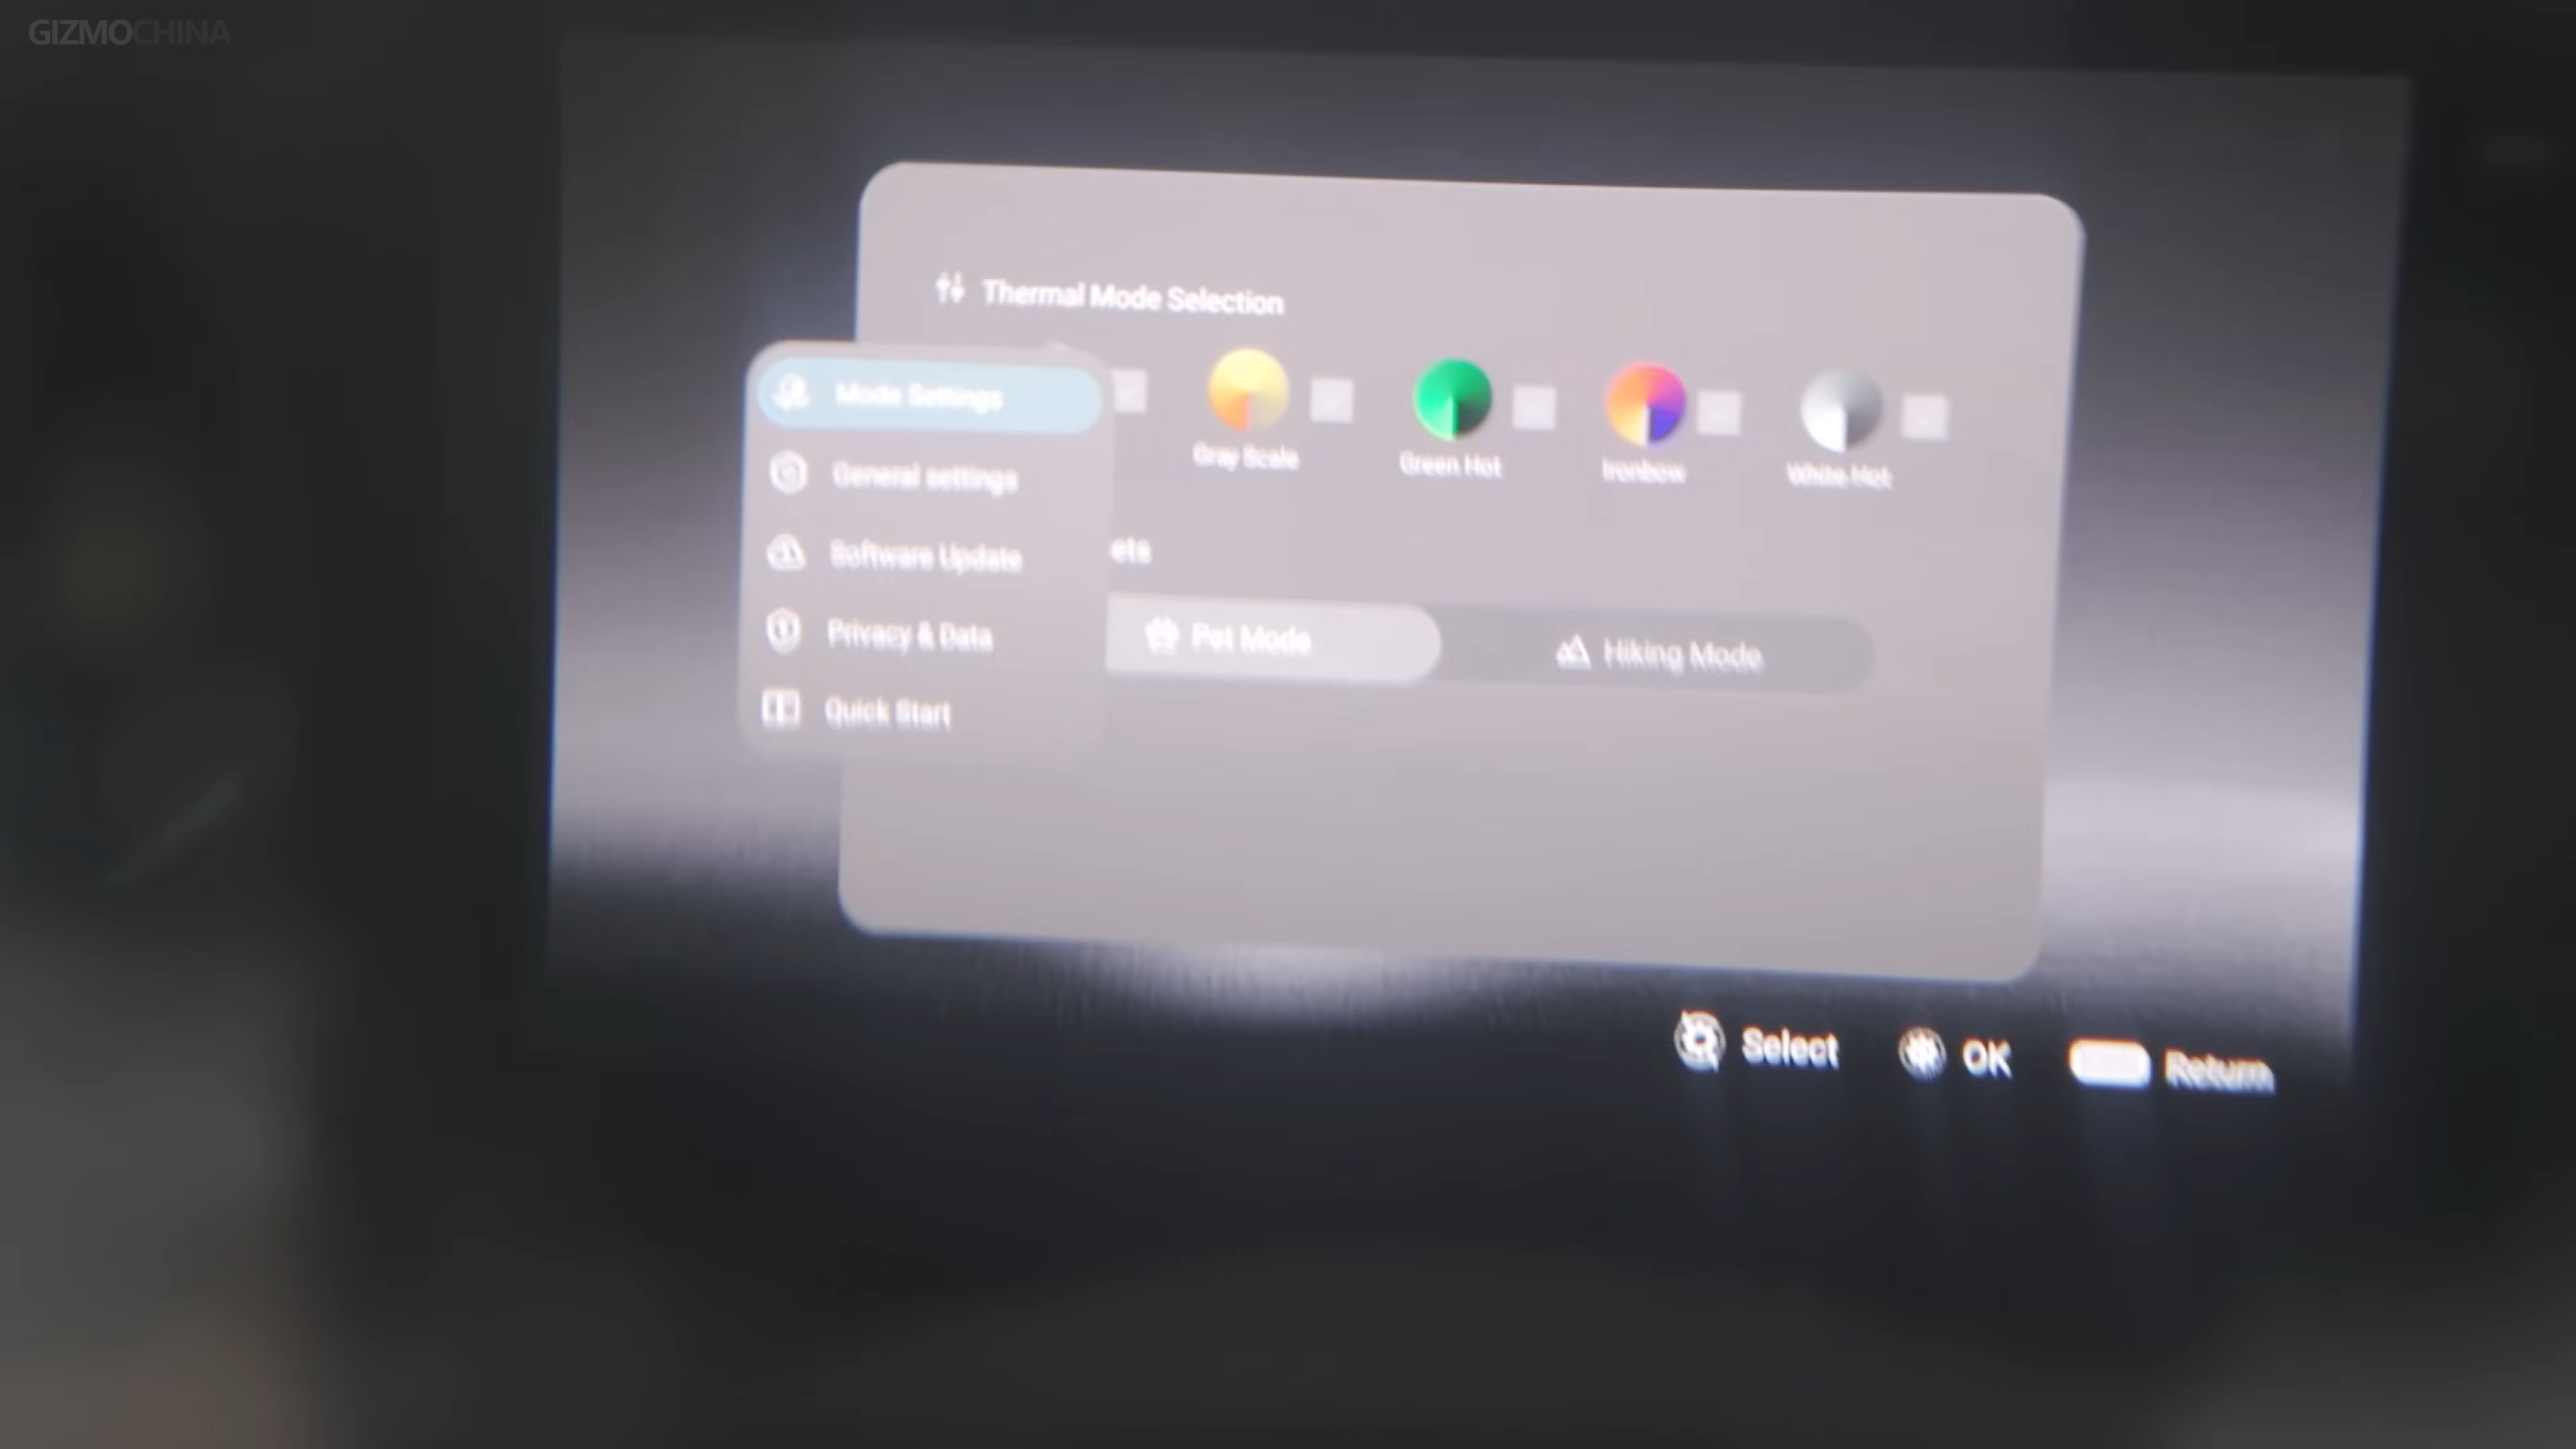 GIZMOCHINA
Thermal Mode Selection
Mode Settings
General settings
Software Update
Privacy & Data
Quick Start
Gray Scale
Green Hot
Ironbow
White Hot
ets
Pet Mode
Hiking Mode
Select
OK
Return